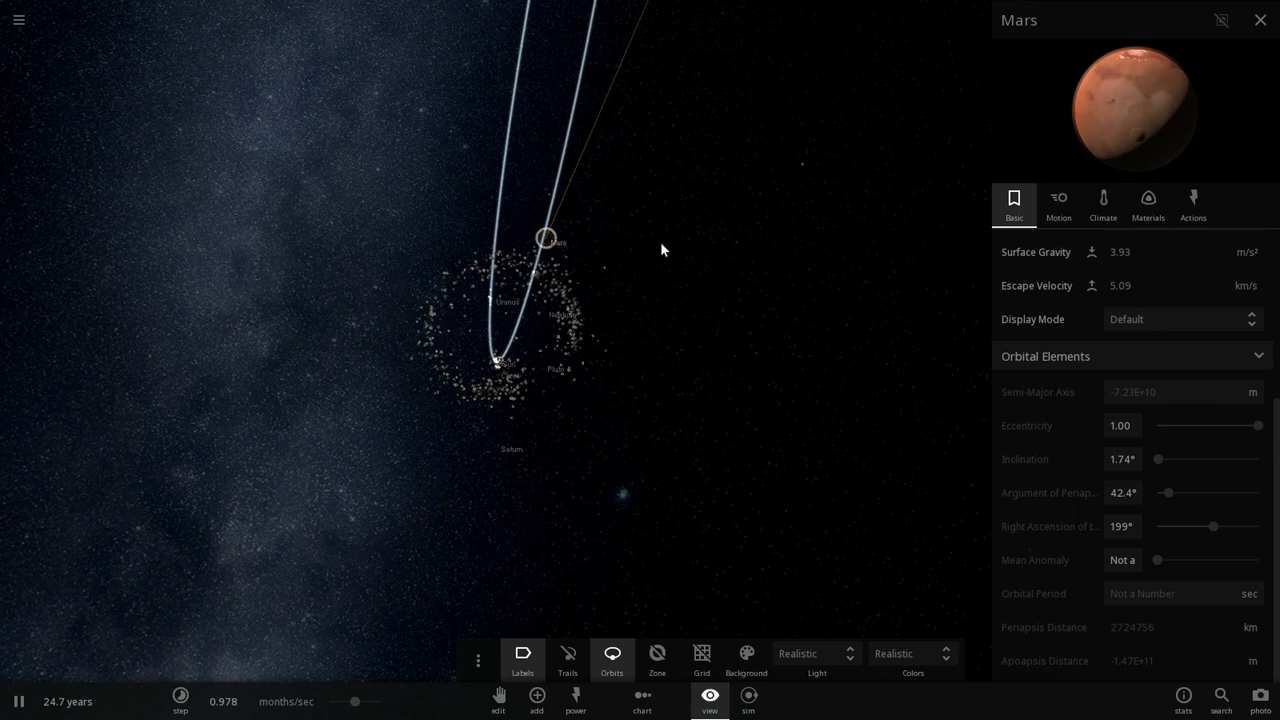 Mars
Basic
Motion
Climate
Materials
Actions
Surface Gravity 3.93 m/s²
Escape Velocity 5.09 km/s
Display Mode Default
Orbital Elements
Semi-Major Axis -7.23E+10 m
Eccentricity 1.00
Inclination 1.74°
Argument of Periap... 42.4°
Right Ascension of t... 199°
Mean Anomaly Not a
Orbital Period Not a Number sec
Periapsis Distance 2724756 km
Apoapsis Distance -1.47E+11 m
Mars
Uranus
Pluto
Saturn
Labels
Trails
Orbits
Zone
Grid
Background
Realistic
Light
Realistic
Colors
24.7 years
step
0.978 months/sec
edit
add
power
chart
view
sim
stats
search
photo